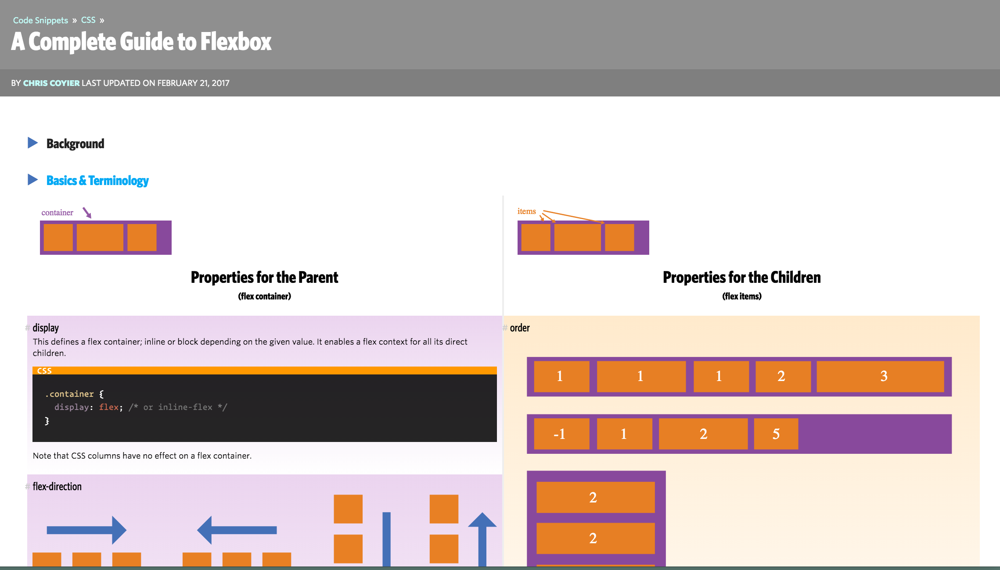 Code Snippets » CSS »
A Complete Guide to Flexbox
BY CHRIS COYIER LAST UPDATED ON FEBRUARY 21, 2017
Background
Basics & Terminology
container
Properties for the Parent
(flex container)
# display
This defines a flex container; inline or block depending on the given value. It enables a flex context for all its direct
children.
CSS
.container {
display: flex; /* or inline-flex */
}
Note that CSS columns have no effect on a flex container.
# flex-direction
items
Properties for the Children
(flex items)
# order
1 1 1 2 3
-1 1 2 5
2
2